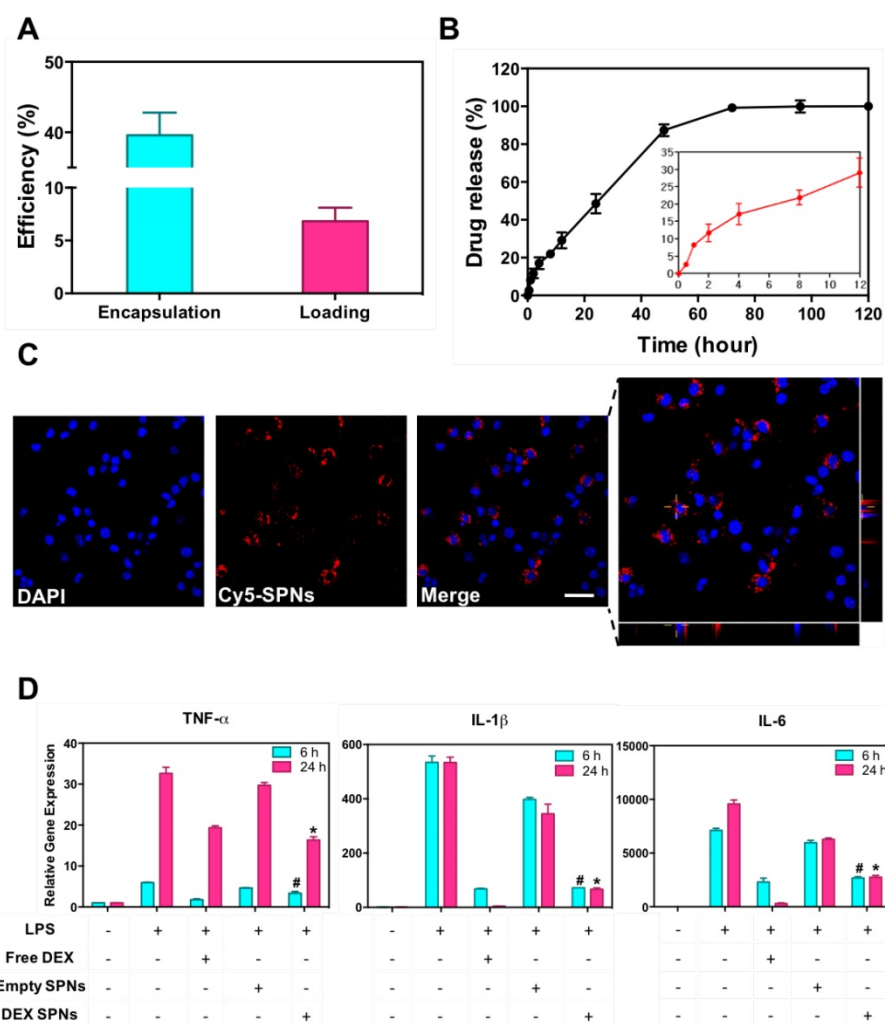 A
50
40
10
5
0
Efficiency (%)
Encapsulation
Loading
B
120
100
80
60
40
20
0
Drug release (%)
0 20 40 60 80 100 120
Time (hour)
35
30
25
20
15
10
5
0
0 2 4 6 8 10 12
C
DAPI
Cy5-SPNs
Merge
D
TNF-α
Relative Gene Expression
40
30
20
10
0
6 h
24 h
#
*
IL-1β
600
400
200
0
6 h
24 h
#
*
IL-6
15000
10000
5000
0
6 h
24 h
#
*
LPS - + + + + - + + + + - + + + +
Free DEX - - + - - - - + - - - - + - -
Empty SPNs - - - + - - - - + - - - - + -
DEX SPNs - - - - + - - - - + - - - - +